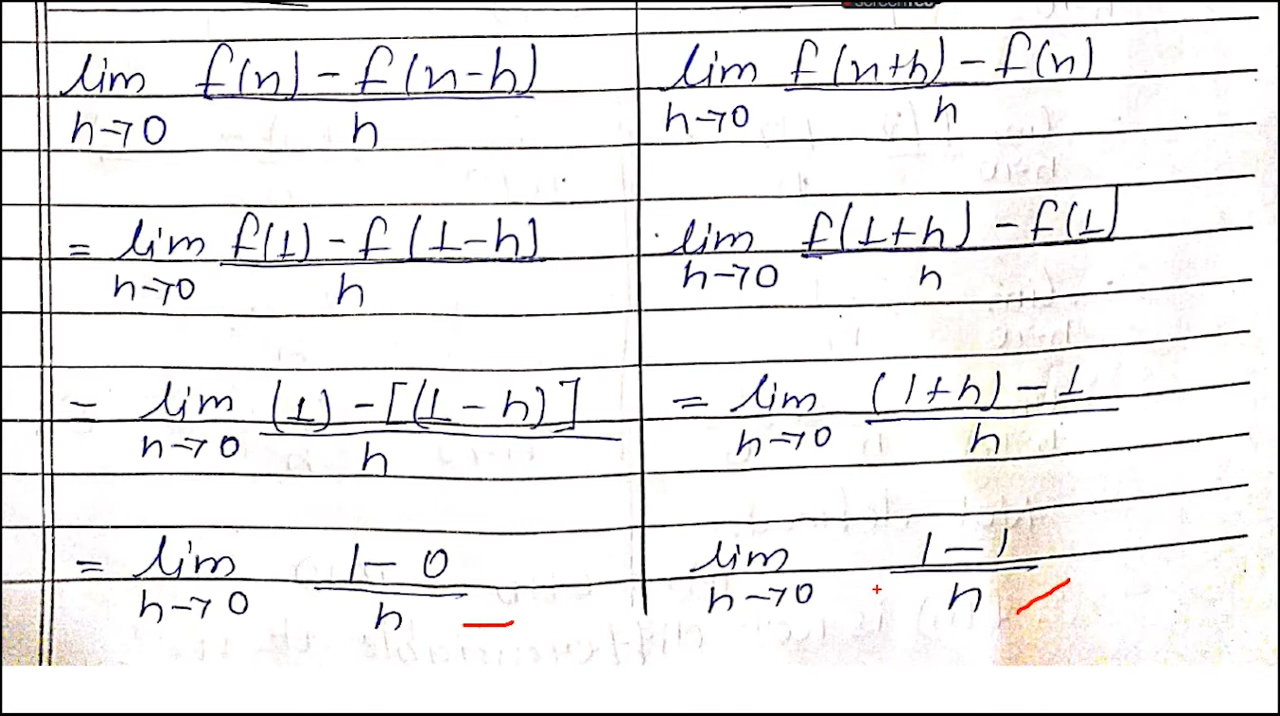 lim f(n) - f(n-h)
h→0 h
= lim f(1) - f(1-h)
h→0 h
= lim (1) - [(1-h)]
h→0 h
= lim 1-0
h→0 h
lim f(n+h) - f(n)
h→0 h
lim f(1+h) - f(1)
h→0 h
= lim (1+h) - 1
h→0 h
lim 1-1
h→0 h